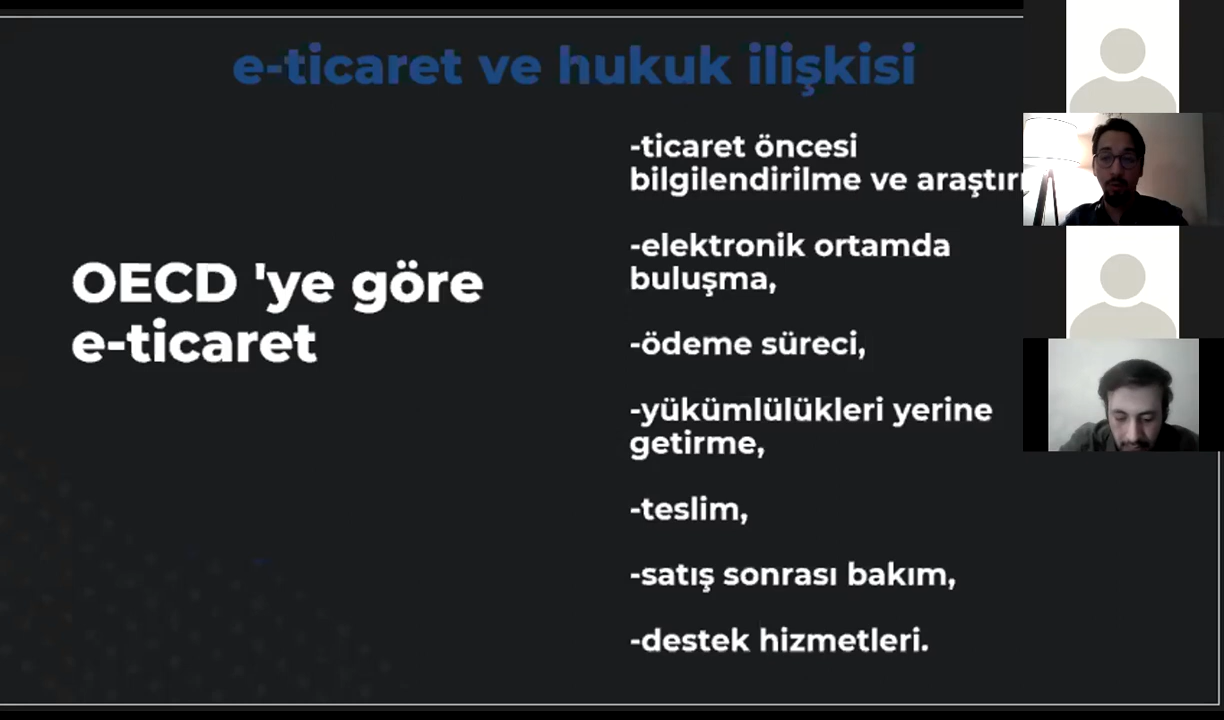 e-ticaret ve hukuk ilişkisi
OECD 'ye göre
e-ticaret
-ticaret öncesi
bilgilendirilme ve
-elektronik ortamda
buluşma,
-ödeme süreci,
-yükümlülükleri yerine
getirme,
-teslim,
-satış sonrası bakım,
-destek hizmetleri.